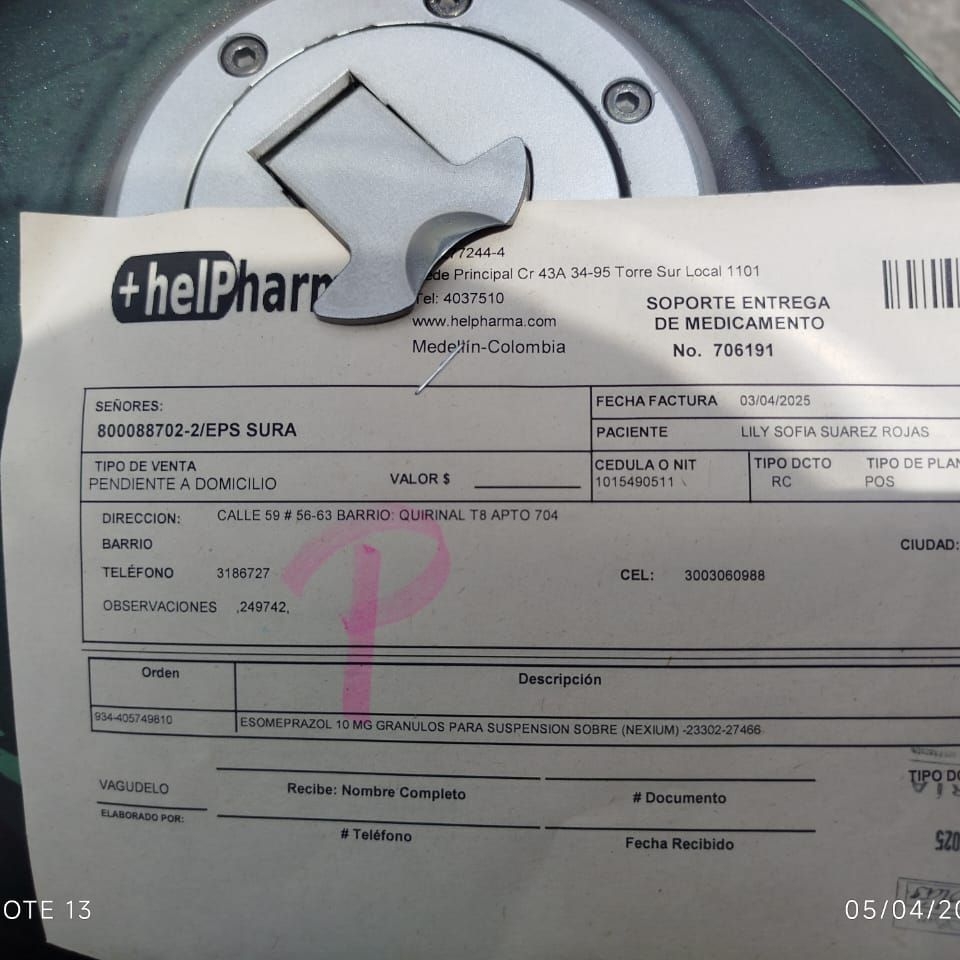 +helPharm
77244-4
ede Principal Cr 43A 34-95 Torre Sur Local 1101
Tel: 4037510
www.helpharma.com
Medellín-Colombia
SOPORTE ENTREGA
DE MEDICAMENTO
No. 706191
SEÑORES:
800088702-2/EPS SURA
FECHA FACTURA 03/04/2025
PACIENTE LILY SOFIA SUAREZ ROJAS
TIPO DE VENTA
PENDIENTE A DOMICILIO
VALOR $
CEDULA O NIT
1015490511
TIPO DCTO
RC
TIPO DE PLAN
POS
DIRECCION: CALLE 59 # 56-63 BARRIO: QUIRINAL T8 APTO 704
BARRIO
CIUDAD:
TELÉFONO 3186727
CEL: 3003060988
OBSERVACIONES ,249742,
P
Orden Descripción
934-405749810 ESOMEPRAZOL 10 MG GRANULOS PARA SUSPENSION SOBRE (NEXIUM) -23302-27466
VAGUDELO
ELABORADO POR:
Recibe: Nombre Completo
# Documento
# Teléfono
Fecha Recibido
TIPO DO
2025
OTE 13
05/04/20